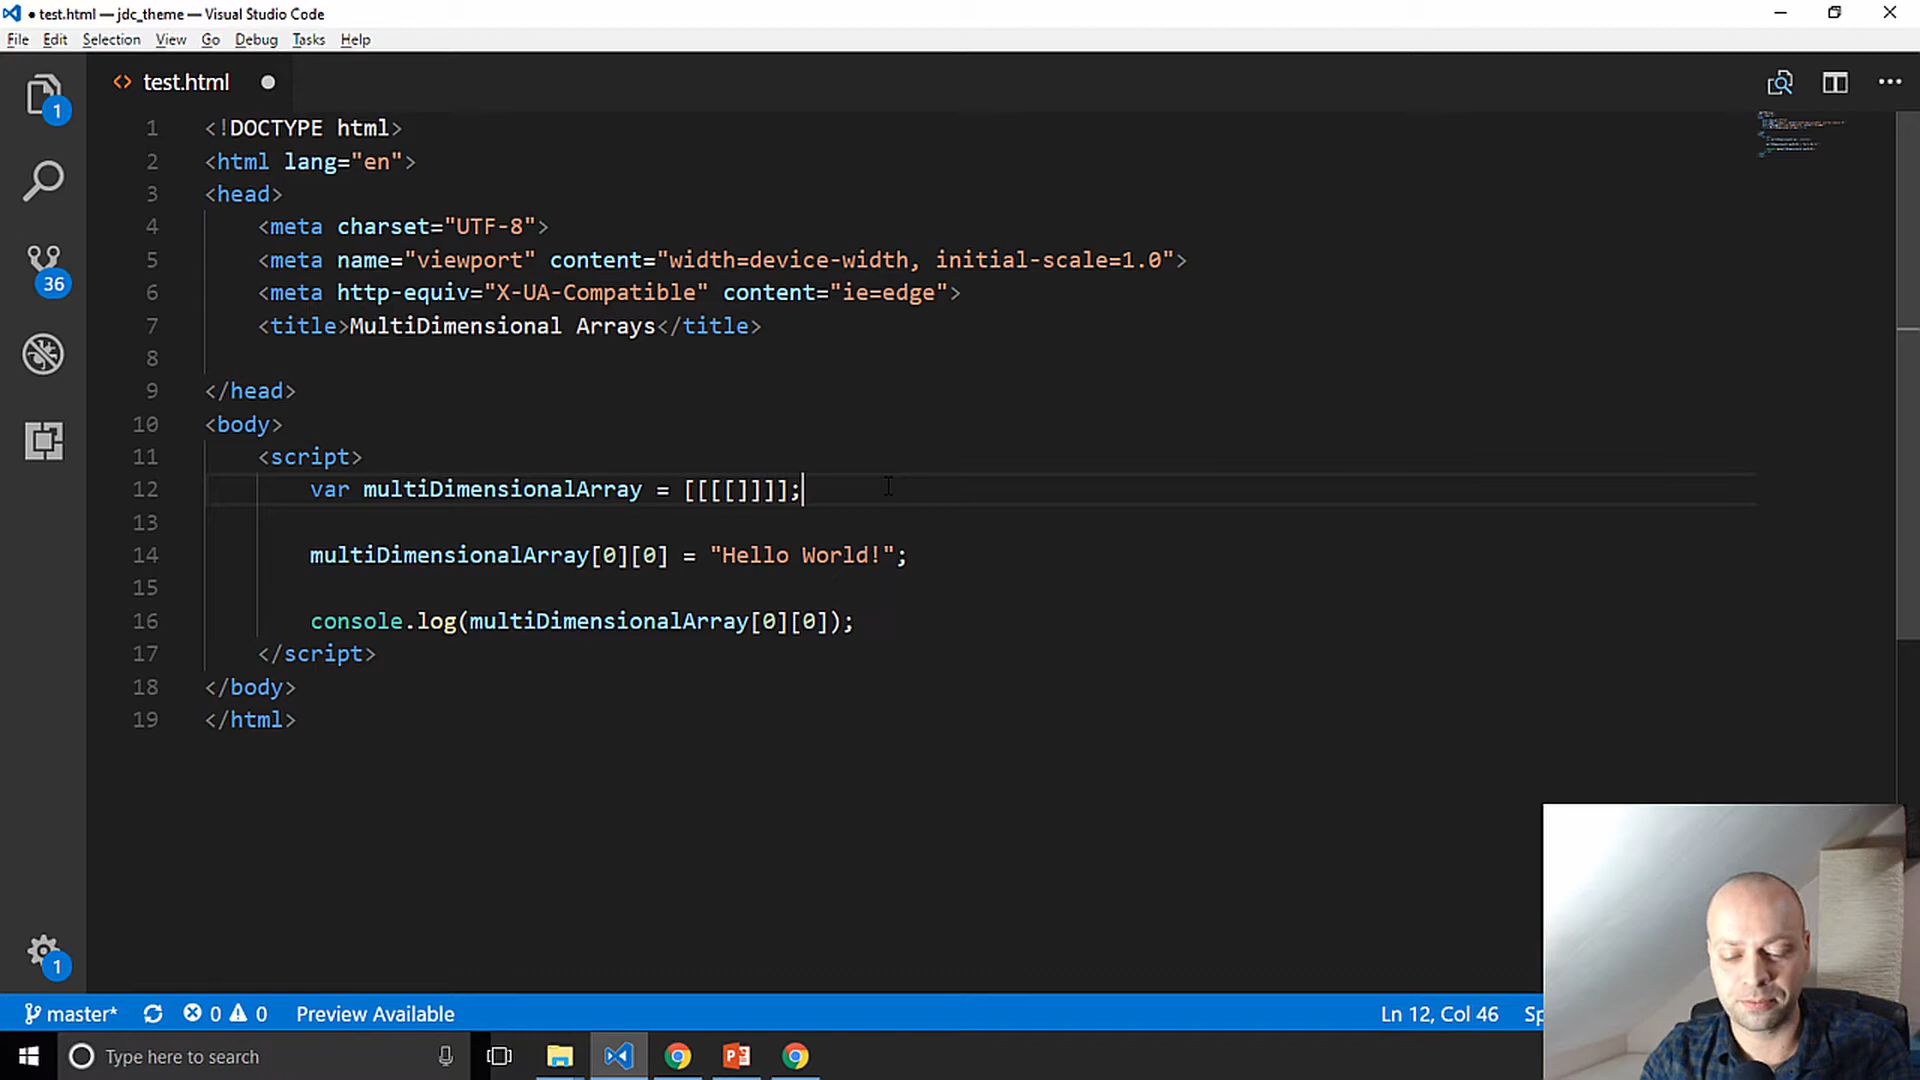 test.html — jdc_theme — Visual Studio Code
File Edit Selection View Go Debug Tasks Help
1
test.html
1 <!DOCTYPE html>
2 <html lang="en">
3 <head>
4 <meta charset="UTF-8">
5 <meta name="viewport" content="width=device-width, initial-scale=1.0">
6 <meta http-equiv="X-UA-Compatible" content="ie=edge">
7 <title>MultiDimensional Arrays</title>
8
9 </head>
10 <body>
11 <script>
12 var multiDimensionalArray = [[[[]]]];
13
14 multiDimensionalArray[0][0] = "Hello World!";
15
16 console.log(multiDimensionalArray[0][0]);
17 </script>
18 </body>
19 </html>
36
1
master* 0 0 Preview Available Ln 12, Col 46 Sp
Type here to search